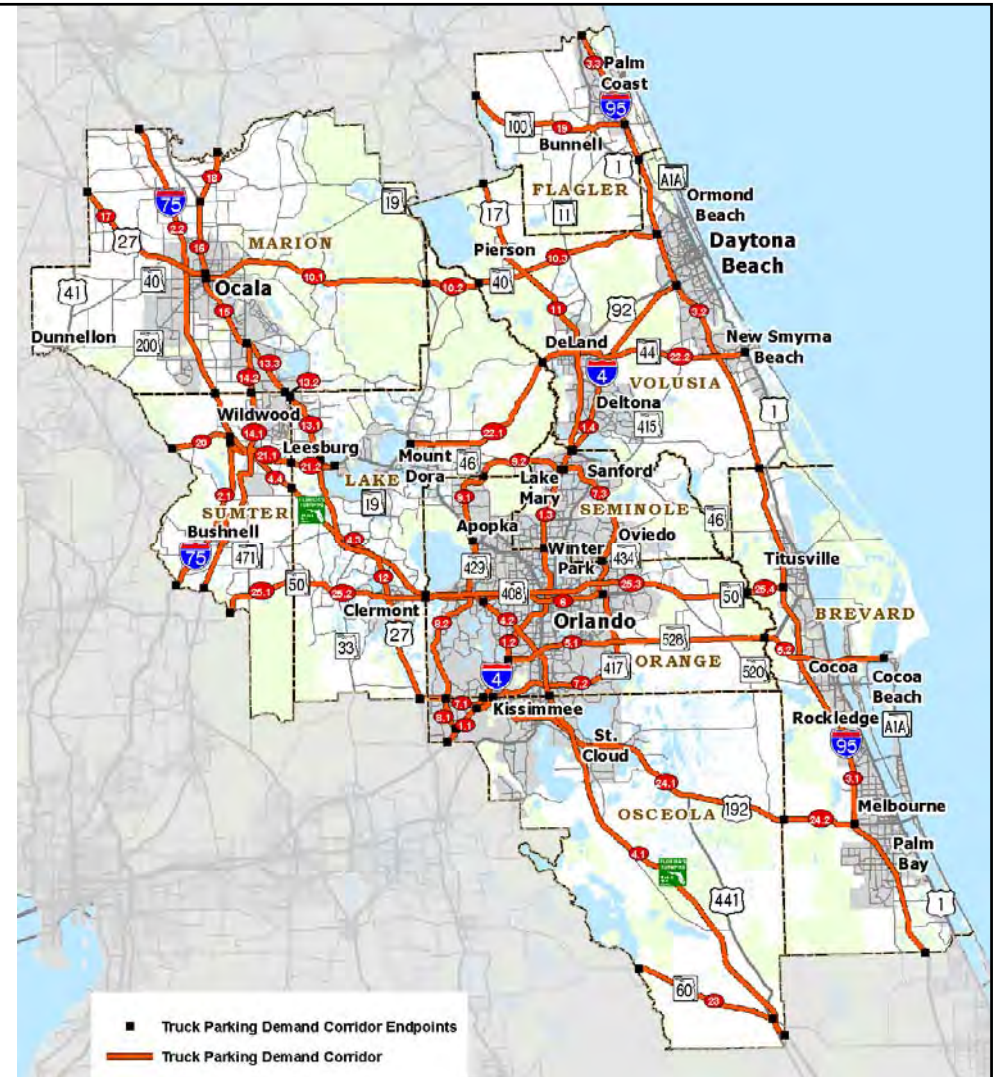 3.3
Palm
Coast
95
100
19
Bunnell
1
FLAGLER
A1A
Ormond
Beach
11
19
18
75
17
2.2
27
MARION
17
Pierson
Daytona
Beach
16
10.3
40
10.1
10.2
40
41
Ocala
11
92
15
3.2
Dunnellon
200
DeLand
New Smyrna
Beach
13.3
44
22.2
14.2
13.2
4
VOLUSIA
Deltona
1
Wildwood
13.1
1.4
415
14.1
22.1
20
21.1
Leesburg
21.2
Mount
Dora
46
9.2
Sanford
4.4
LAKE
Lake
Mary
7.3
2.1
SUMTER
19
9.1
SEMINOLE
1.3
46
Bushnell
Apopka
Oviedo
4.3
Winter
Park
434
Titusville
75
471
429
12
50
25.3
25.1
25.2
408
50
25.4
Clermont
6
BREVARD
8.2
4.2
Orlando
27
1.2
5.1
528
5.2
33
ORANGE
417
520
Cocoa
Cocoa
Beach
4
7.2
7.1
Kissimmee
8.1
Rockledge
A1A
1.1
St.
Cloud
95
24.1
3.1
OSCEOLA
192
Melbourne
24.2
Palm
Bay
4.1
441
1
60
23
Truck Parking Demand Corridor Endpoints
Truck Parking Demand Corridor